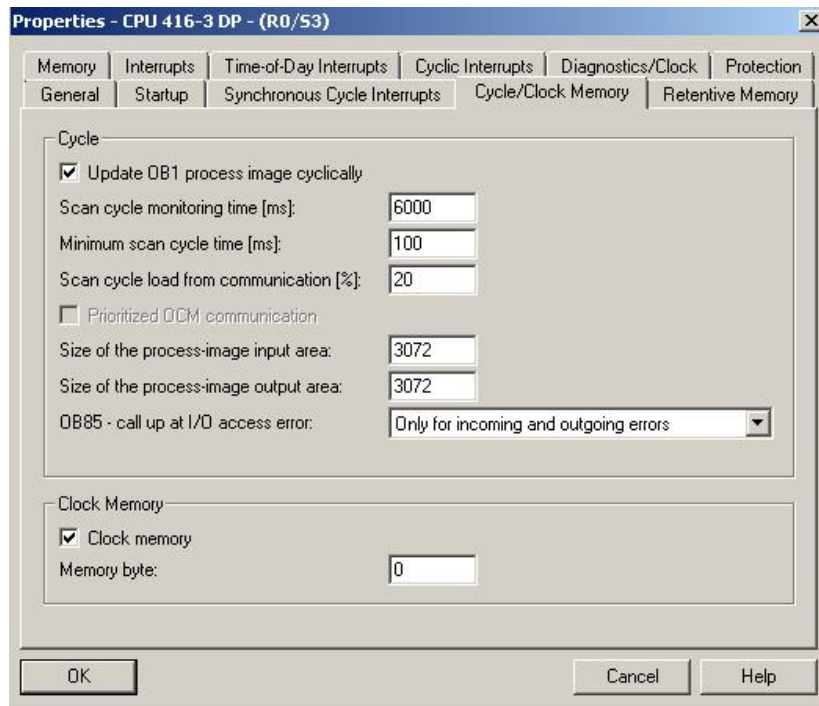 Properties - CPU 416-3 DP - (R0/S3)
Memory Interrupts Time-of-Day Interrupts Cyclic Interrupts Diagnostics/Clock Protection
General Startup Synchronous Cycle Interrupts Cycle/Clock Memory Retentive Memory
Cycle
Update OB1 process image cyclically
Scan cycle monitoring time [ms]: 6000
Minimum scan cycle time [ms]: 100
Scan cycle load from communication [%]: 20
Prioritized OCM communication
Size of the process-image input area: 3072
Size of the process-image output area: 3072
OB85 - call up at I/O access error: Only for incoming and outgoing errors
Clock Memory
Clock memory
Memory byte: 0
OK Cancel Help